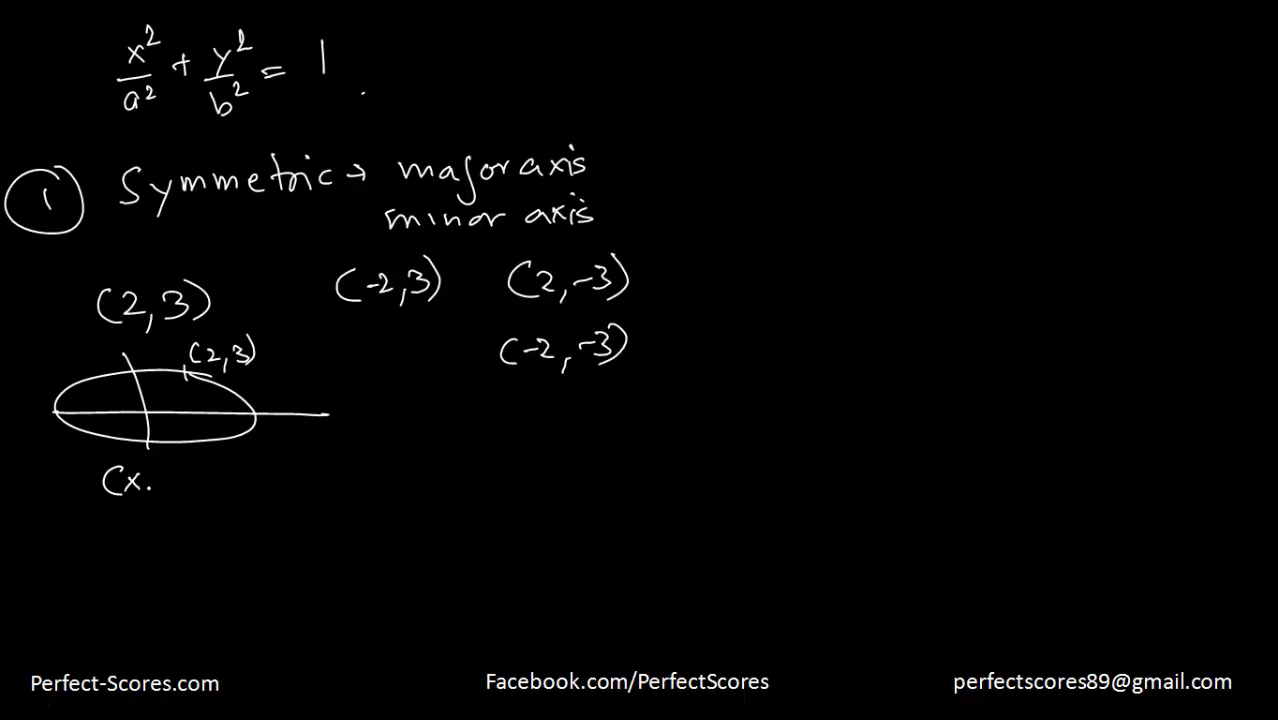 x²/a² + y²/b² = 1
① Symmetric → major axis
minor axis
(2,3) (-2,3) (2,-3)
(-2,-3)
(2,3)
(x.
Perfect-Scores.com Facebook.com/PerfectScores perfectscores89@gmail.com